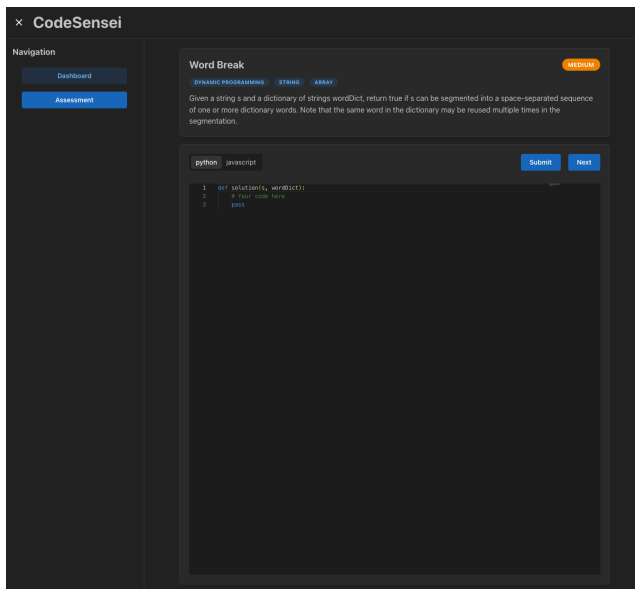 × CodeSensei
Navigation
Dashboard
Assessment
Word Break
MEDIUM
DYNAMIC PROGRAMMING STRING ARRAY
Given a string s and a dictionary of strings wordDict, return true if s can be segmented into a space-separated sequence
of one or more dictionary words. Note that the same word in the dictionary may be reused multiple times in the
segmentation.
python javascript
Submit Next
1 def solution(s, wordDict):
2 # Your code here
3 pass